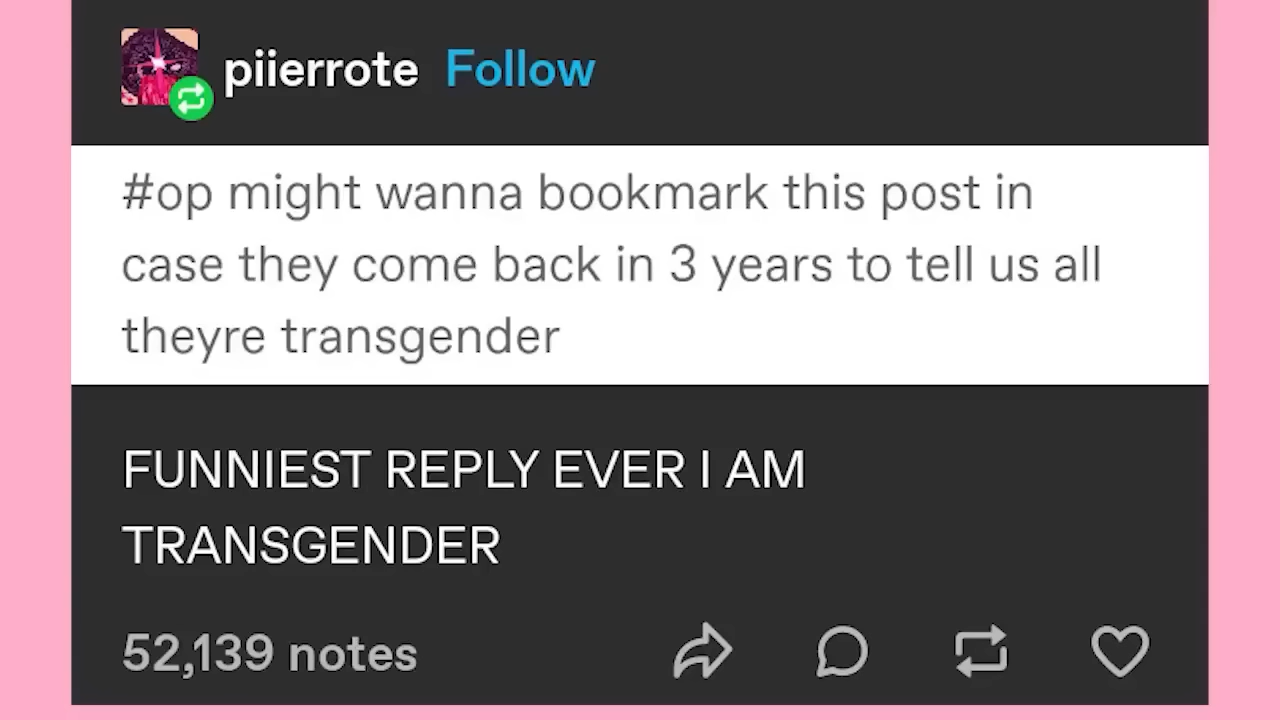 piierrote Follow
#op might wanna bookmark this post in
case they come back in 3 years to tell us all
theyre transgender
FUNNIEST REPLY EVER I AM
TRANSGENDER
52,139 notes